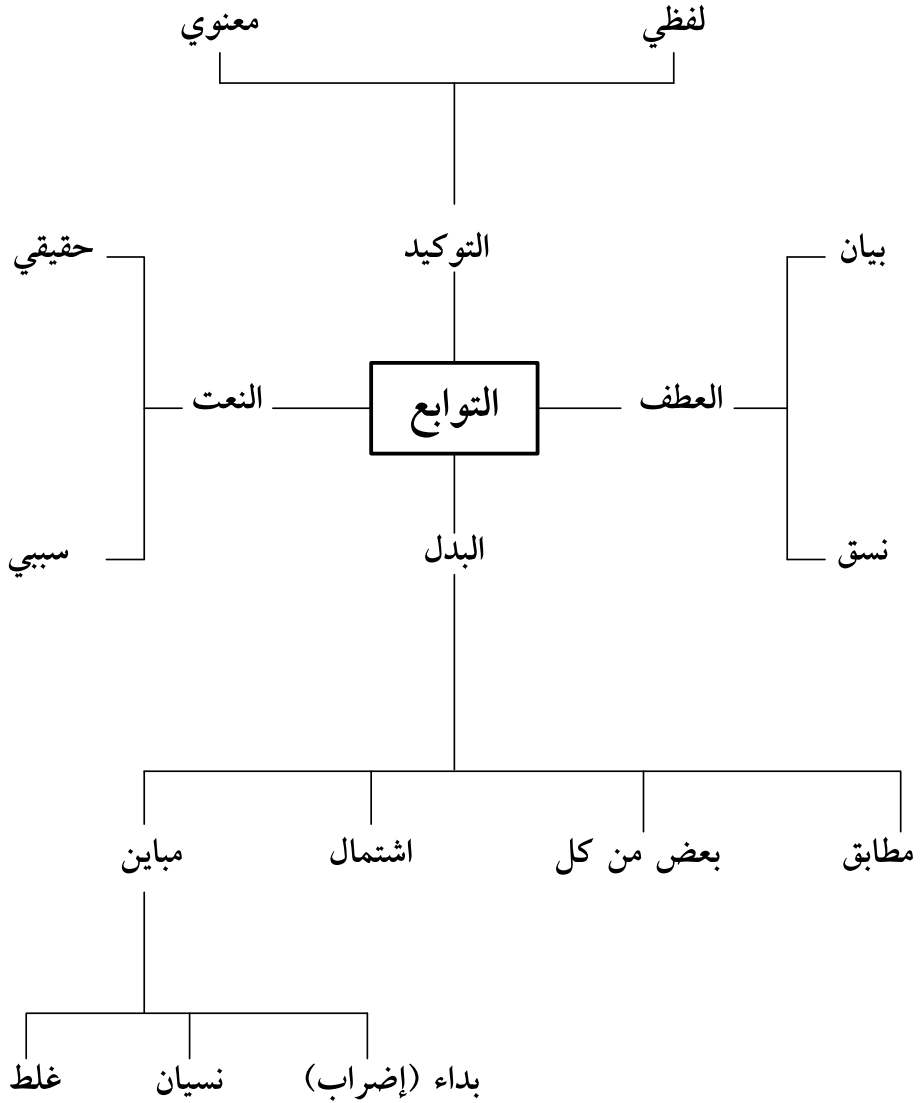 لفظي
معنوي
التوكيد
بيان
حقيقي
العطف
التوابع
النعت
نسق
البدل
سببي
مطابق
بعض من كل
اشتمال
مباين
بداء (إضراب)
نسيان
غلط